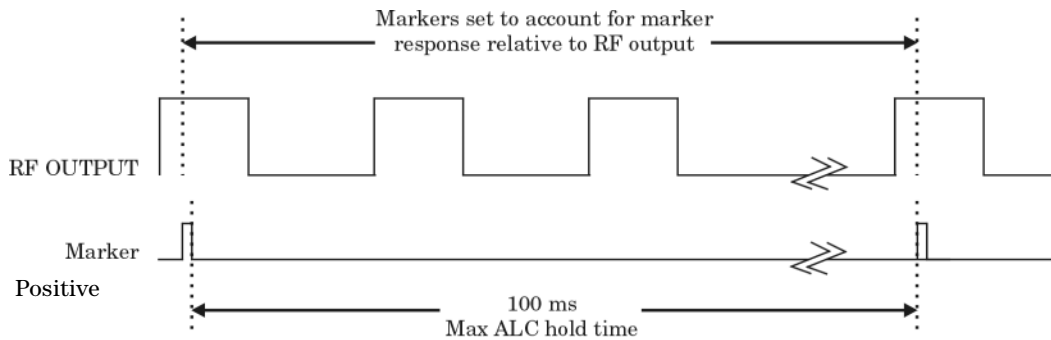 Markers set to account for marker
response relative to RF output
RF OUTPUT
Marker
Positive
100 ms
Max ALC hold time